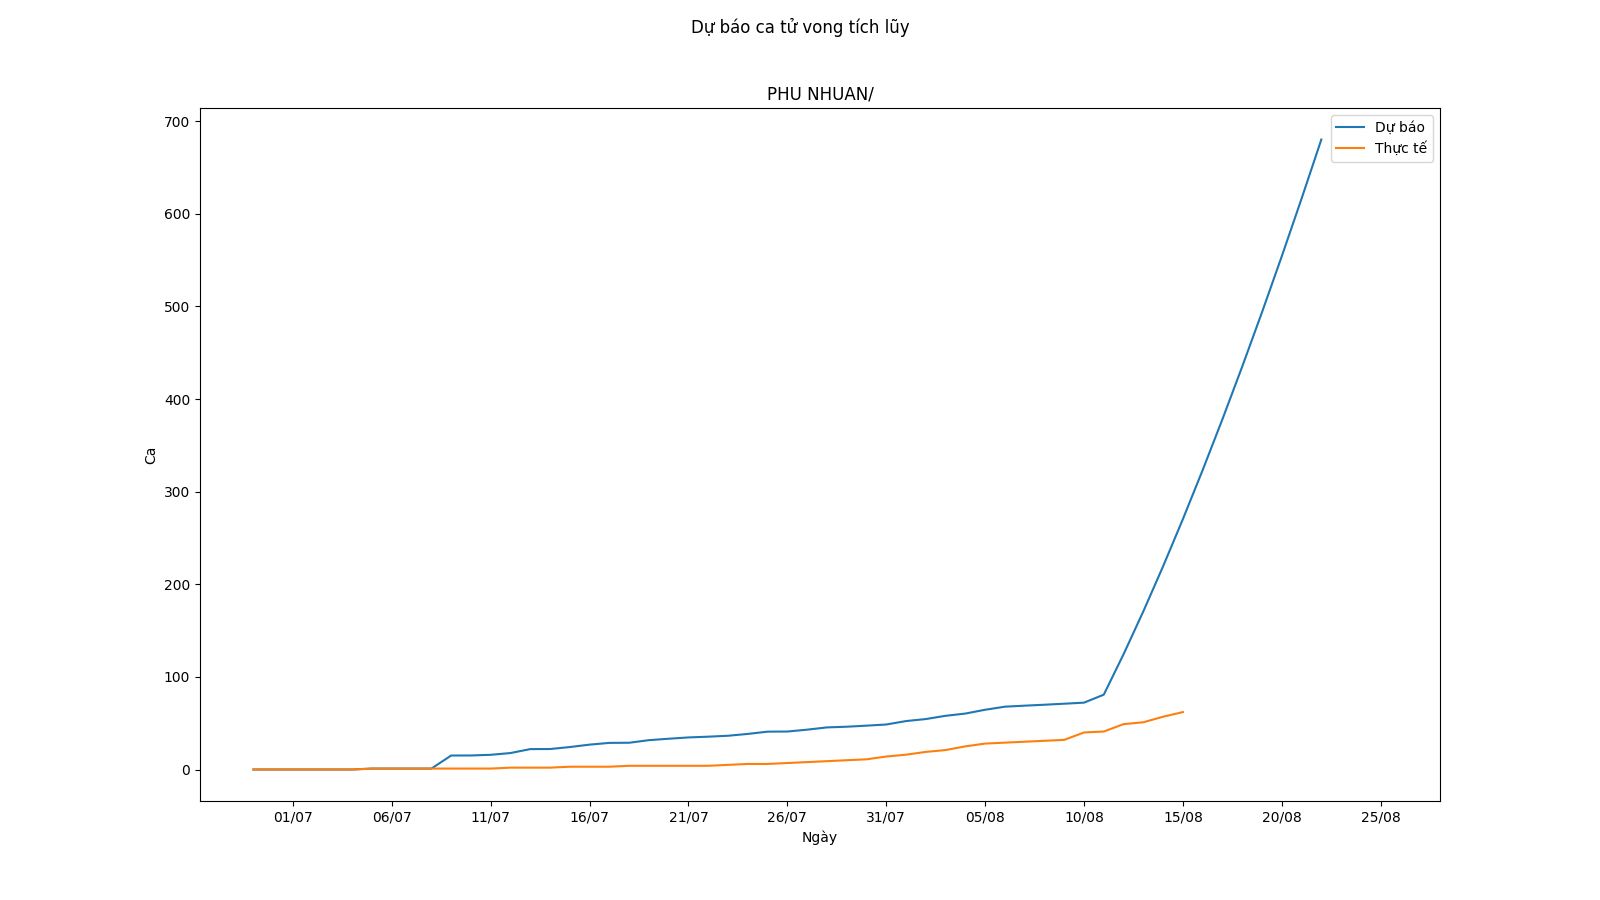 Dự báo ca tử vong tích lũy
PHU NHUAN/
Dự báo
Thực tế
700
600
500
400
300
200
100
0
Ca
01/07 06/07 11/07 16/07 21/07 26/07 31/07 05/08 10/08 15/08 20/08 25/08
Ngày